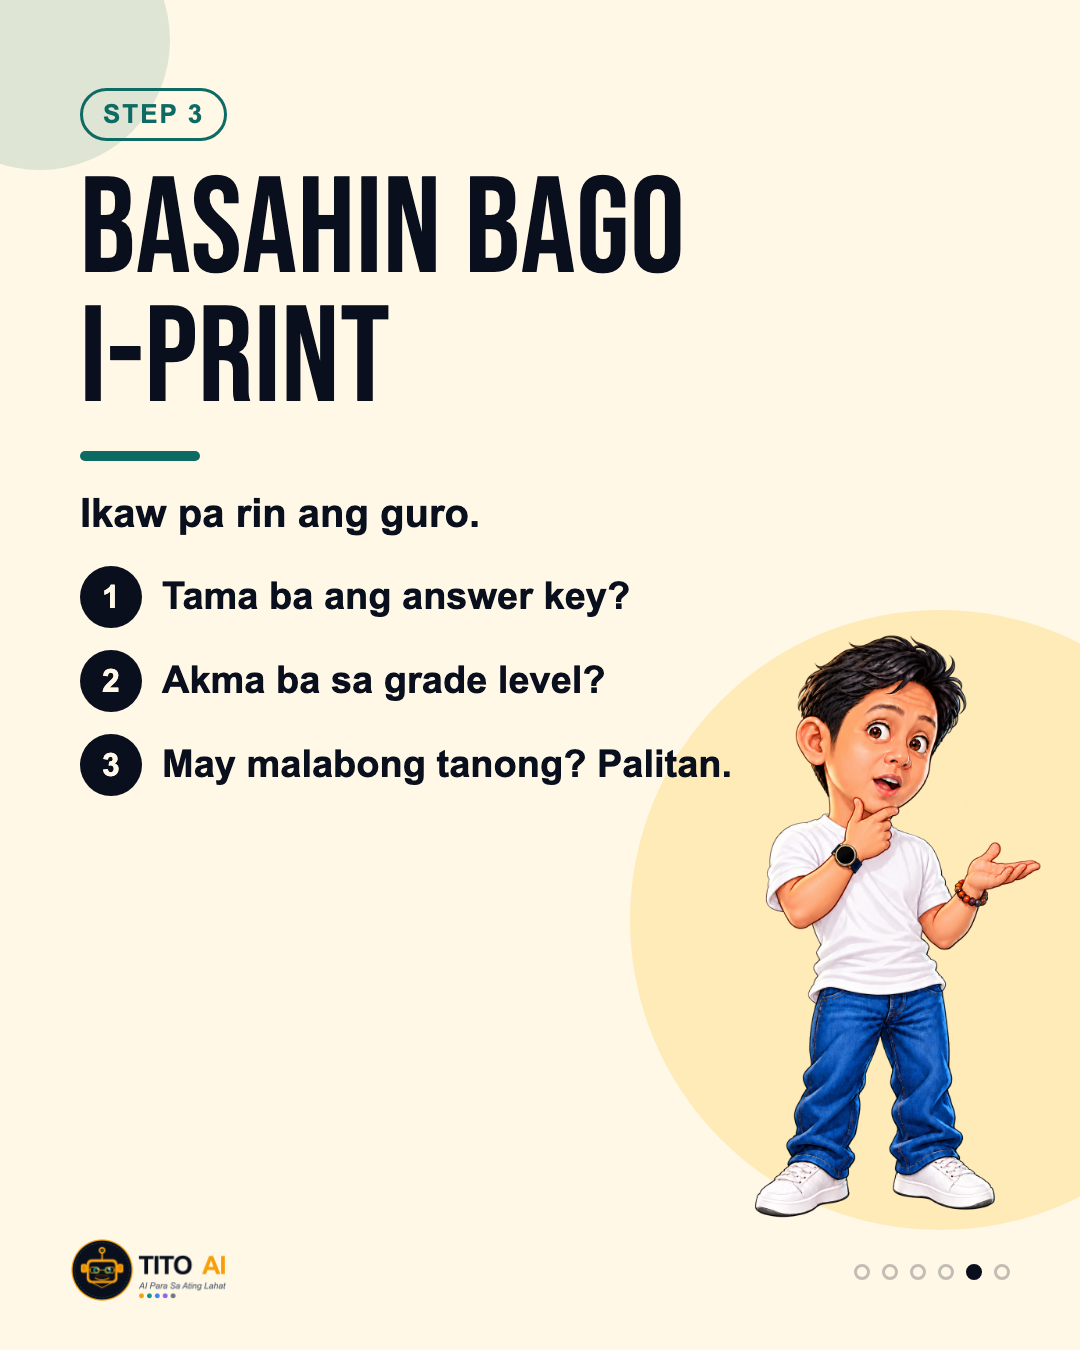 STEP 3
BASAHIN BAGO
I-PRINT
Ikaw pa rin ang guro.
1 Tama ba ang answer key?
2 Akma ba sa grade level?
3 May malabong tanong? Palitan.
TITO AI
AI Para Sa Ating Lahat